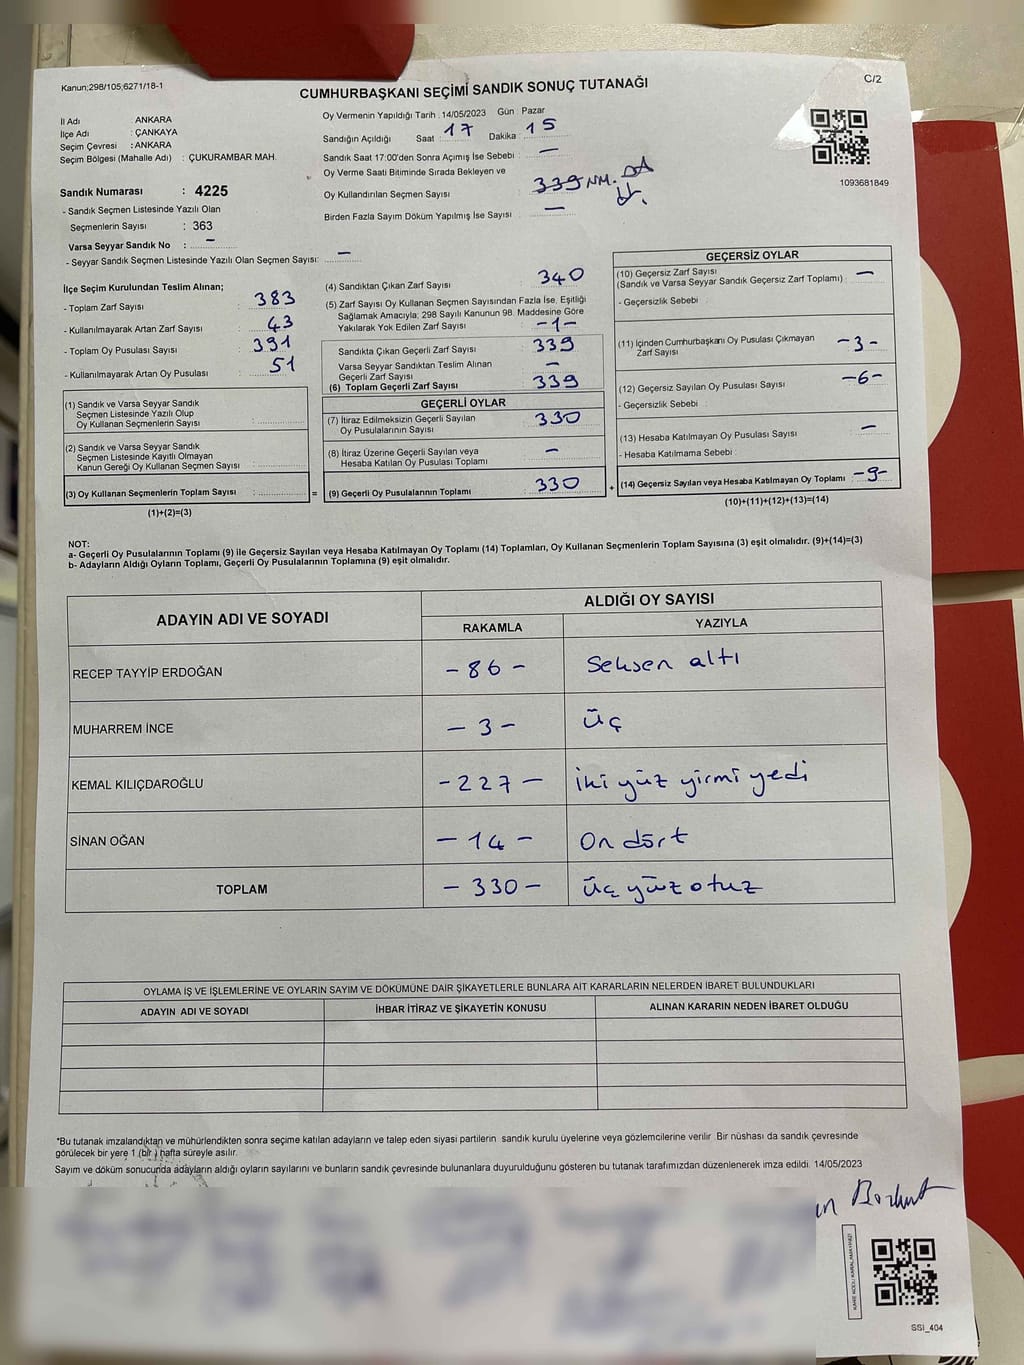 Kanun;298/105;6271/18-1
C/2
CUMHURBAŞKANI SEÇİMİ SANDIK SONUÇ TUTANAĞI
İl Adı ANKARA
İlçe Adı : ÇANKAYA
Seçim Çevresi : ANKARA
Seçim Bölgesi (Mahalle Adı) : ÇUKURAMBAR MAH.
Sandık Numarası : 4225
- Sandık Seçmen Listesinde Yazılı Olan
Seçmenlerin Sayısı : 363
Varsa Seyyar Sandık No : –
- Seyyar Sandık Seçmen Listesinde Yazılı Olan Seçmen Sayısı: –
Oy Vermenin Yapıldığı Tarih : 14/05/2023 Gün : Pazar
Sandığın Açıldığı Saat : 17 Dakika : 15
Sandık Saat 17:00'den Sonra Açımış İse Sebebi : –
Oy Verme Saati Bitiminde Sırada Bekleyen ve
Oy Kullandırılan Seçmen Sayısı : 339
Birden Fazla Sayım Döküm Yapılmış İse Sayısı : –
1093681849
İlçe Seçim Kurulundan Teslim Alınan;
- Toplam Zarf Sayısı : 383
- Kullanılmayarak Artan Zarf Sayısı : 43
- Toplam Oy Pusulası Sayısı : 391
- Kullanılmayarak Artan Oy Pusulası : 51
(1) Sandık ve Varsa Seyyar Sandık
Seçmen Listesinde Yazılı Olup
Oy Kullanan Seçmenlerin Sayısı :
(2) Sandık ve Varsa Seyyar Sandık
Seçmen Listesinde Kayıtlı Olmayan
Kanun Gereği Oy Kullanan Seçmen Sayısı :
(3) Oy Kullanan Seçmenlerin Toplam Sayısı : =
(1)+(2)=(3)
(4) Sandıktan Çıkan Zarf Sayısı : 340
(5) Zarf Sayısı Oy Kullanan Seçmen Sayısından Fazla İse, Eşitliği
Sağlamak Amacıyla; 298 Sayılı Kanunun 98. Maddesine Göre
Yakılarak Yok Edilen Zarf Sayısı : -1-
Sandıkta Çıkan Geçerli Zarf Sayısı : 339
Varsa Seyyar Sandıktan Teslim Alınan
Geçerli Zarf Sayısı : –
(6) Toplam Geçerli Zarf Sayısı : 339
GEÇERLİ OYLAR
(7) İtiraz Edilmeksizin Geçerli Sayılan
Oy Pusulalarının Sayısı : 330
(8) İtiraz Üzerine Geçerli Sayılan veya
Hesaba Katılan Oy Pusulası Toplamı : –
(9) Geçerli Oy Pusulalarının Toplamı : 330 +
GEÇERSİZ OYLAR
(10) Geçersiz Zarf Sayısı
(Sandık ve Varsa Seyyar Sandık Geçersiz Zarf Toplamı) : –
- Geçersizlik Sebebi :
(11) İçinden Cumhurbaşkanı Oy Pusulası Çıkmayan
Zarf Sayısı : -3-
(12) Geçersiz Sayılan Oy Pusulası Sayısı : -6-
- Geçersizlik Sebebi :
(13) Hesaba Katılmayan Oy Pusulası Sayısı : –
- Hesaba Katılmama Sebebi :
(14) Geçersiz Sayılan veya Hesaba Katılmayan Oy Toplamı : -9-
(10)+(11)+(12)+(13)=(14)
NOT:
a- Geçerli Oy Pusulalarının Toplamı (9) ile Geçersiz Sayılan veya Hesaba Katılmayan Oy Toplamı (14) Toplamları, Oy Kullanan Seçmenlerin Toplam Sayısına (3) eşit olmalıdır. (9)+(14)=(3)
b- Adayların Aldığı Oyların Toplamı, Geçerli Oy Pusulalarının Toplamına (9) eşit olmalıdır.
ADAYIN ADI VE SOYADI ALDIĞI OY SAYISI
RAKAMLA YAZIYLA
RECEP TAYYİP ERDOĞAN -86- Seksen altı
MUHARREM İNCE -3- Üç
KEMAL KILIÇDAROĞLU -227- iki yüz yirmi yedi
SİNAN OĞAN -14- On dört
TOPLAM -330- üç yüz otuz
OYLAMA İŞ VE İŞLEMLERİNE VE OYLARIN SAYIM VE DÖKÜMÜNE DAİR ŞİKAYETLERLE BUNLARA AİT KARARLARIN NELERDEN İBARET BULUNDUKLARI
ADAYIN ADI VE SOYADI İHBAR İTİRAZ VE ŞİKAYETİN KONUSU ALINAN KARARIN NEDEN İBARET OLDUĞU
*Bu tutanak imzalandıktan ve mühürlendikten sonra seçime katılan adayların ve talep eden siyasi partilerin sandık kurulu üyelerine veya gözlemcilerine verilir. Bir nüshası da sandık çevresinde
görülecek bir yere 1 (bir ) hafta süreyle asılır.
Sayım ve döküm sonucunda adayların aldığı oyların sayılarını ve bunların sandık çevresinde bulunanlara duyurulduğunu gösteren bu tutanak tarafımızdan düzenlenerek imza edildi. 14/05/2023
Bozkurt
SSI_404